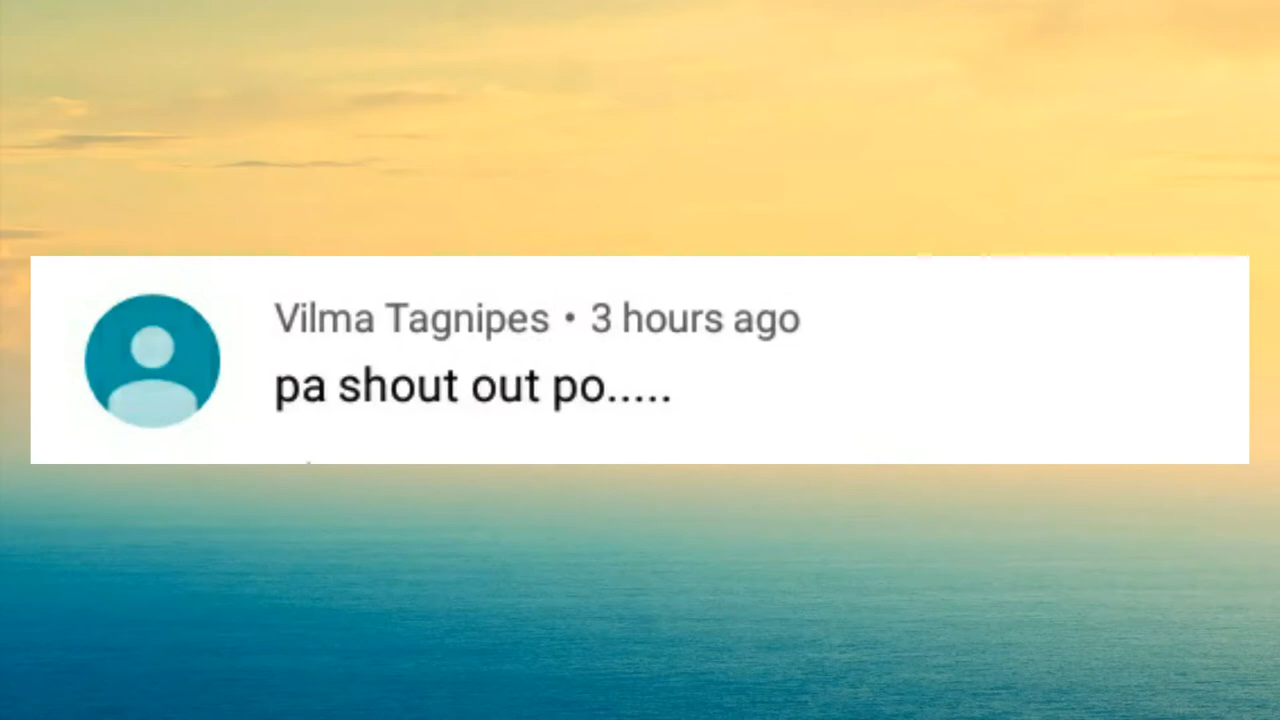 Vilma Tagnipes • 3 hours ago
pa shout out po.....